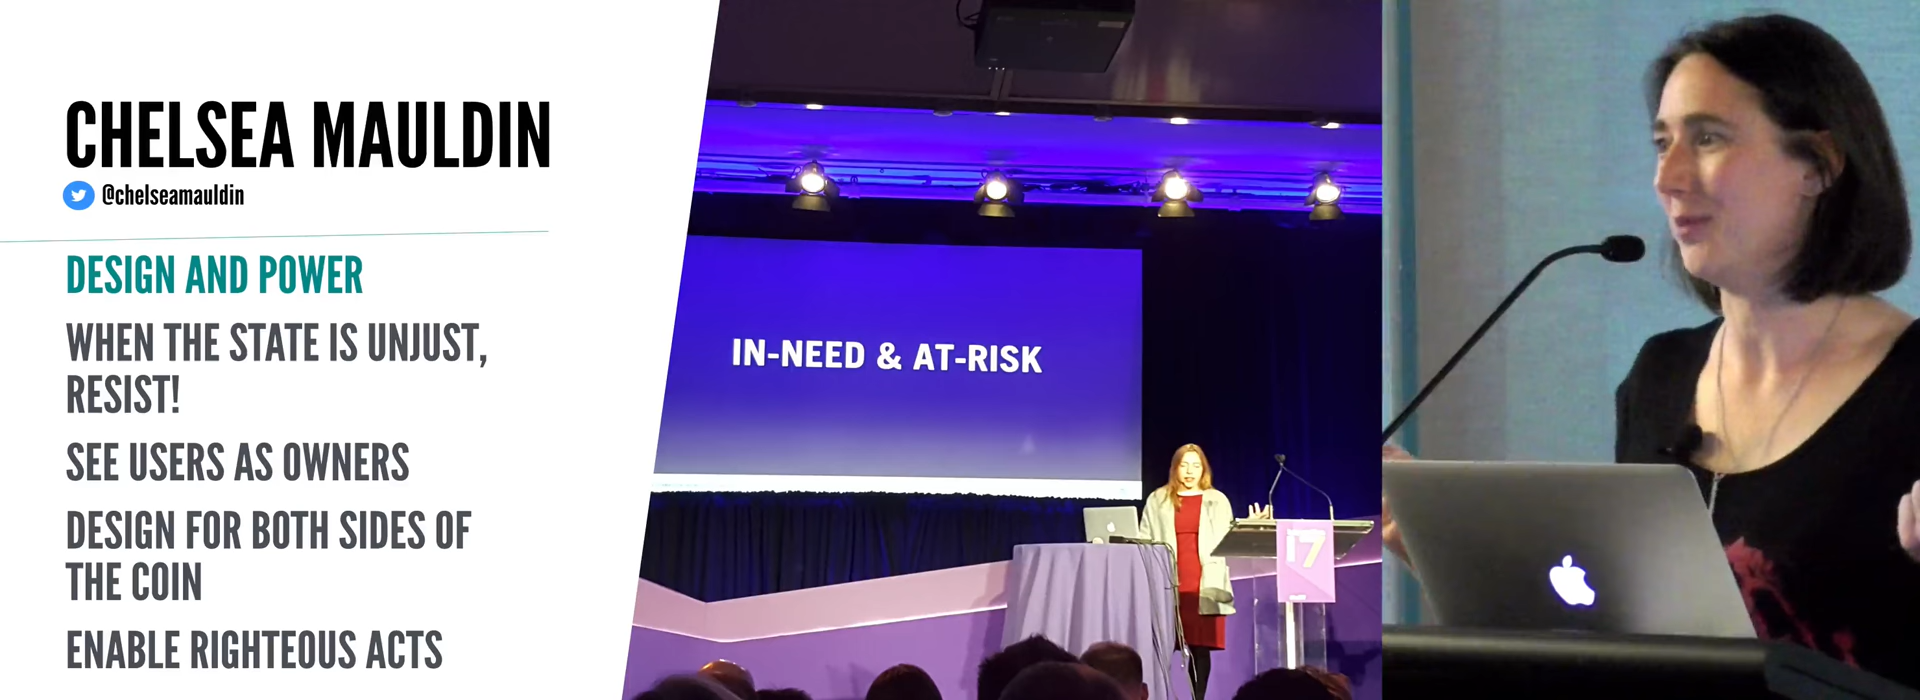 CHELSEA MAULDIN
@chelseamauldin
DESIGN AND POWER
WHEN THE STATE IS UNJUST,
RESIST!
SEE USERS AS OWNERS
DESIGN FOR BOTH SIDES OF
THE COIN
ENABLE RIGHTEOUS ACTS
IN-NEED & AT-RISK
17